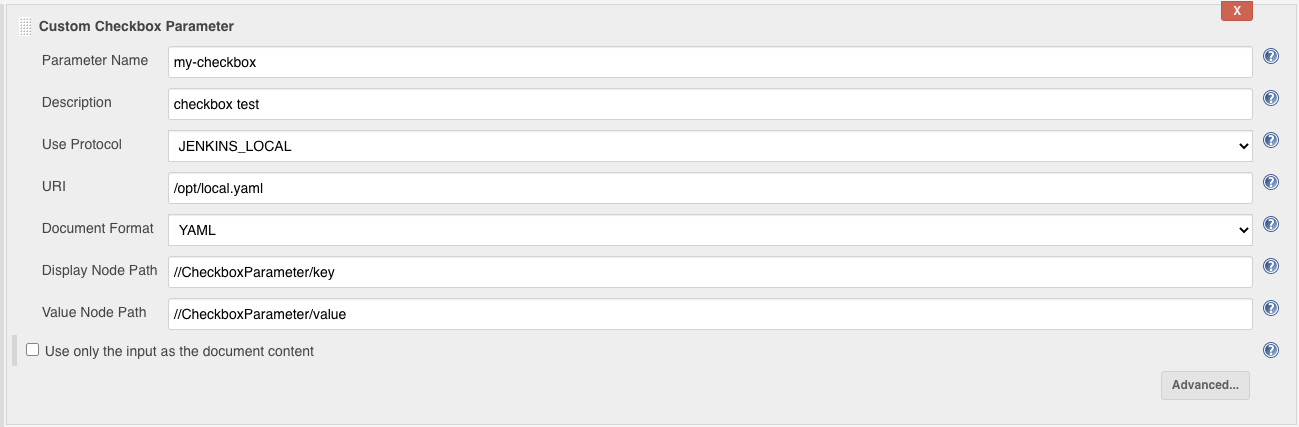 Custom Checkbox Parameter
X
Parameter Name my-checkbox ?
Description checkbox test ?
Use Protocol JENKINS_LOCAL ?
URI /opt/local.yaml ?
Document Format YAML ?
Display Node Path //CheckboxParameter/key ?
Value Node Path //CheckboxParameter/value ?
Use only the input as the document content ?
Advanced...